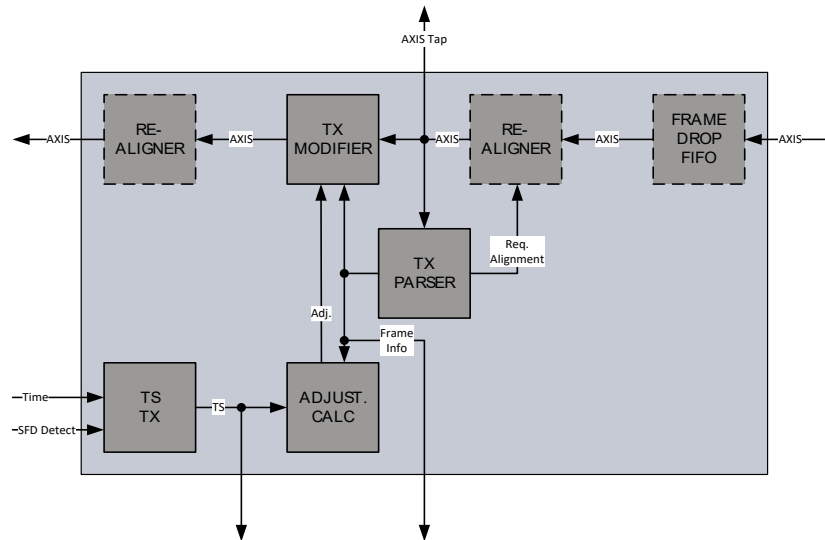 AXIS Tap
RE-
ALIGNER
TX
MODIFIER
RE-
ALIGNER
FRAME
DROP
FIFO
AXIS
AXIS
AXIS
AXIS
AXIS
TX
PARSER
Req.
Alignment
Adj.
Frame
Info
TS
TX
ADJUST.
CALC
Time
TS
SFD Detect